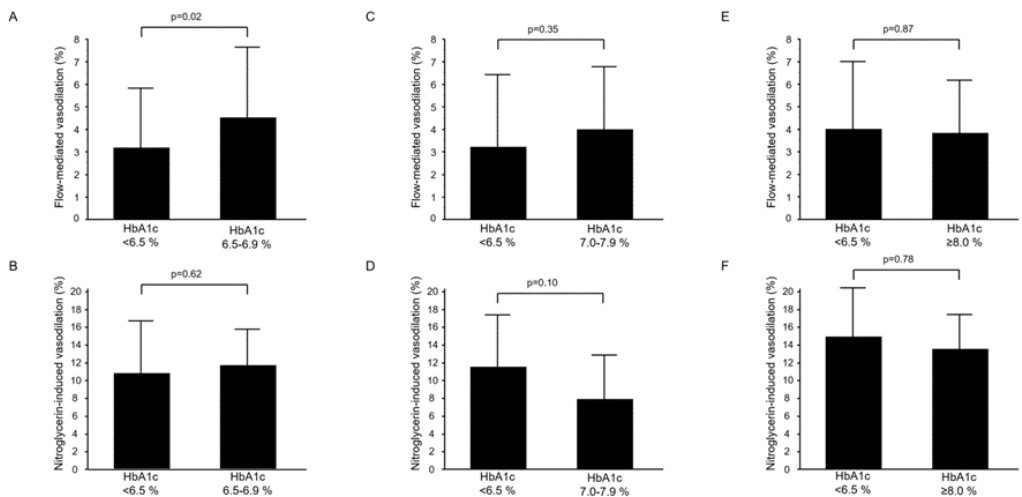 A
p=0.02
Flow-mediated vasodilation (%)
8
7
6
5
4
3
2
1
0
HbA1c
<6.5 %
HbA1c
6.5-6.9 %
C
p=0.35
Flow-mediated vasodilation (%)
8
7
6
5
4
3
2
1
0
HbA1c
<6.5 %
HbA1c
7.0-7.9 %
E
p=0.87
Flow-mediated vasodilation (%)
8
7
6
5
4
3
2
1
0
HbA1c
<6.5 %
HbA1c
≥8.0 %
B
p=0.62
Nitroglycerin-induced vasodilation (%)
20
18
16
14
12
10
8
6
4
2
0
HbA1c
<6.5 %
HbA1c
6.5-6.9 %
D
p=0.10
Nitroglycerin-induced vasodilation (%)
20
18
16
14
12
10
8
6
4
2
0
HbA1c
<6.5 %
HbA1c
7.0-7.9 %
F
p=0.78
Nitroglycerin-induced vasodilation (%)
20
18
16
14
12
10
8
6
4
2
0
HbA1c
<6.5 %
HbA1c
≥8.0 %